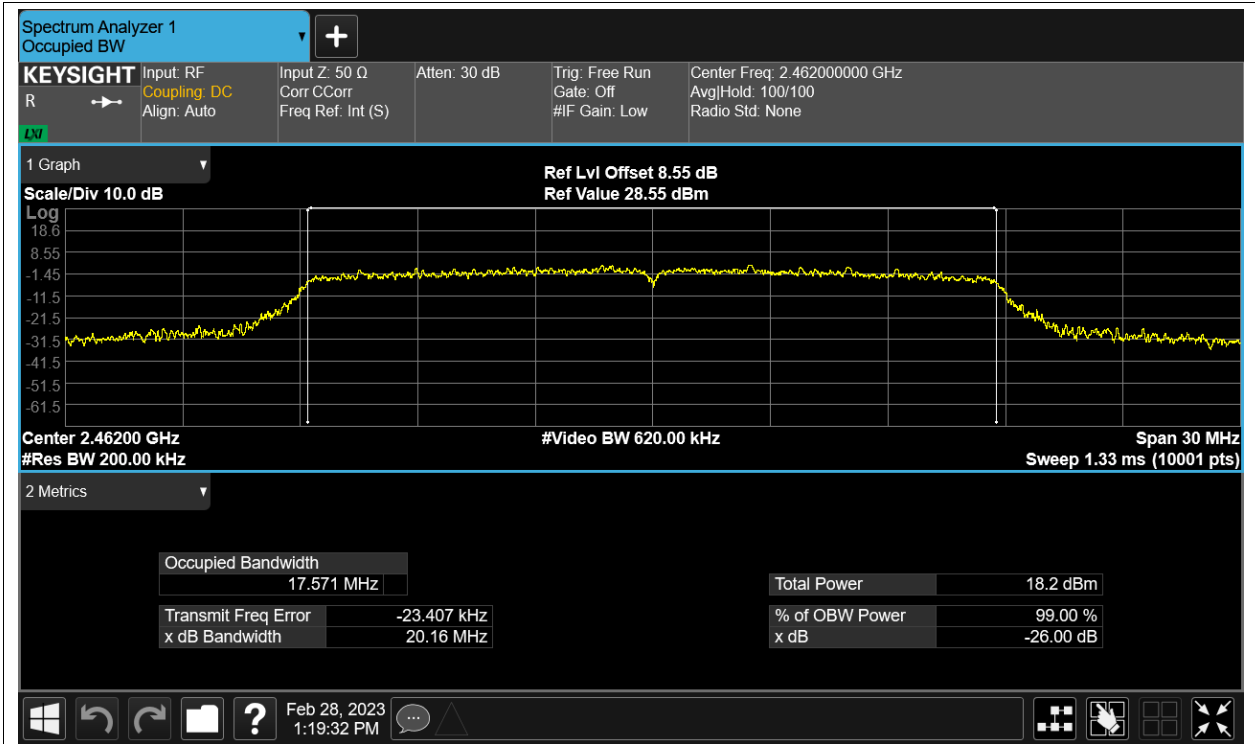 Spectrum Analyzer 1
Occupied BW
▼
+
KEYSIGHT Input: RF Input Z: 50 Ω Atten: 30 dB Trig: Free Run Center Freq: 2.462000000 GHz
R Coupling: DC Corr CCorr Gate: Off Avg|Hold: 100/100
Align: Auto Freq Ref: Int (S) #IF Gain: Low Radio Std: None
LXI
1 Graph ▼
Ref Lvl Offset 8.55 dB
Scale/Div 10.0 dB Ref Value 28.55 dBm
Log
18.6
8.55
-1.45
-11.5
-21.5
-31.5
-41.5
-51.5
-61.5
Center 2.46200 GHz #Video BW 620.00 kHz Span 30 MHz
#Res BW 200.00 kHz Sweep 1.33 ms (10001 pts)
2 Metrics ▼
Occupied Bandwidth
17.571 MHz Total Power 18.2 dBm
Transmit Freq Error -23.407 kHz % of OBW Power 99.00 %
x dB Bandwidth 20.16 MHz x dB -26.00 dB
? Feb 28, 2023
1:19:32 PM